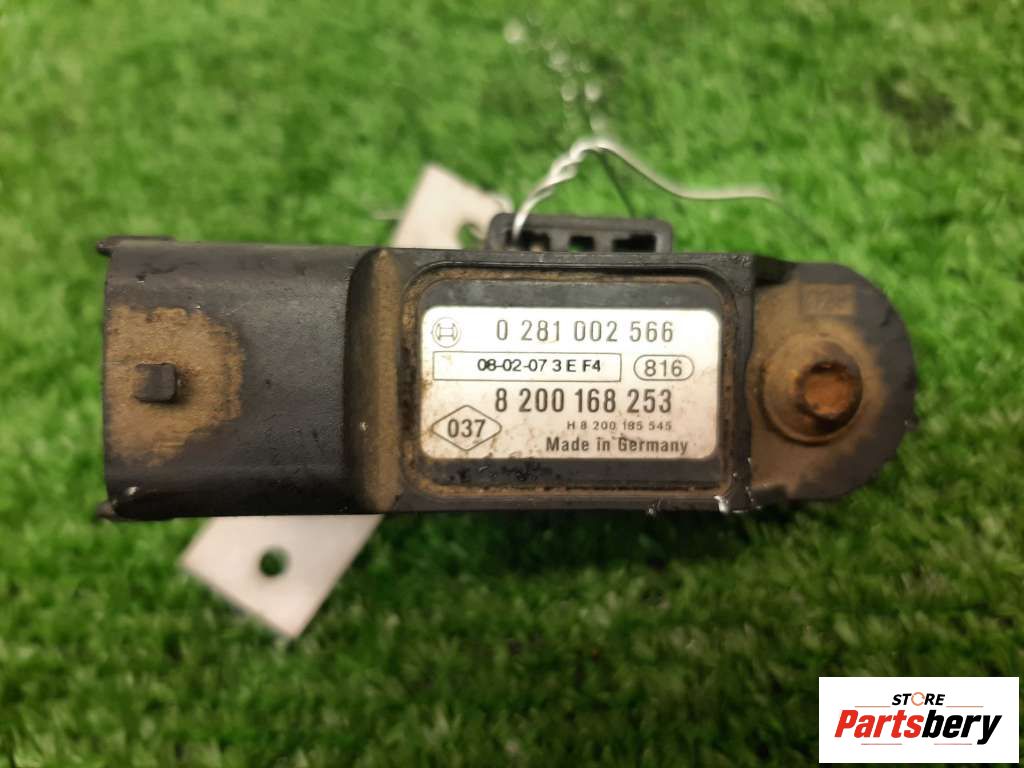 0 281 002 566
08-02-07 3 E F4
816
8 200 168 253
037
H 8 200 185 545
Made in Germany
STORE
Partsbery